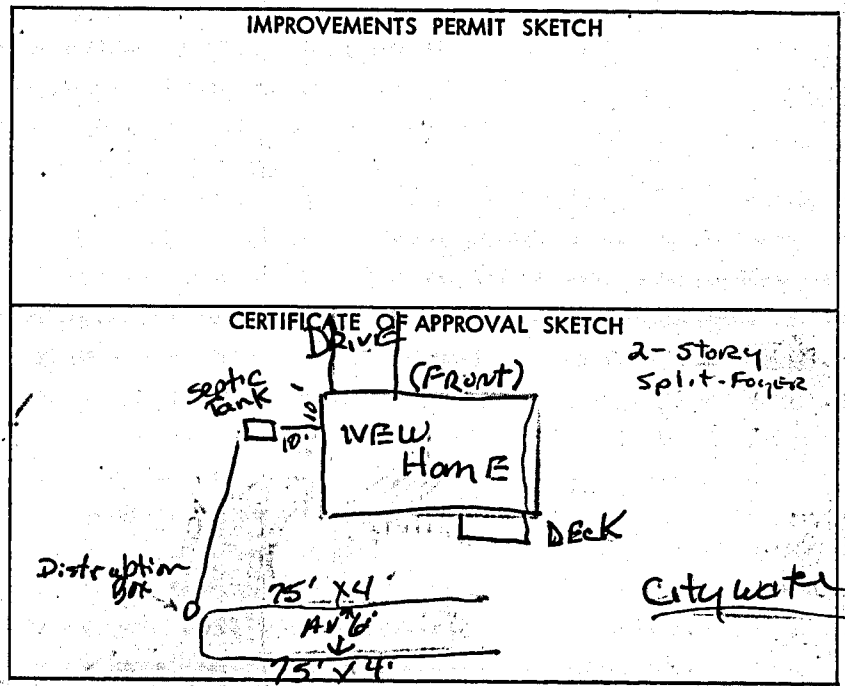 IMPROVEMENTS PERMIT SKETCH
CERTIFICATE OF APPROVAL SKETCH
DRIVE
2-Story
Split-Foyer
(FRONT)
Septic
Tank
10'
10'
NEW
HomE
DEcK
Distrubtion
Box
75' X 4'
City water
75' X 4'